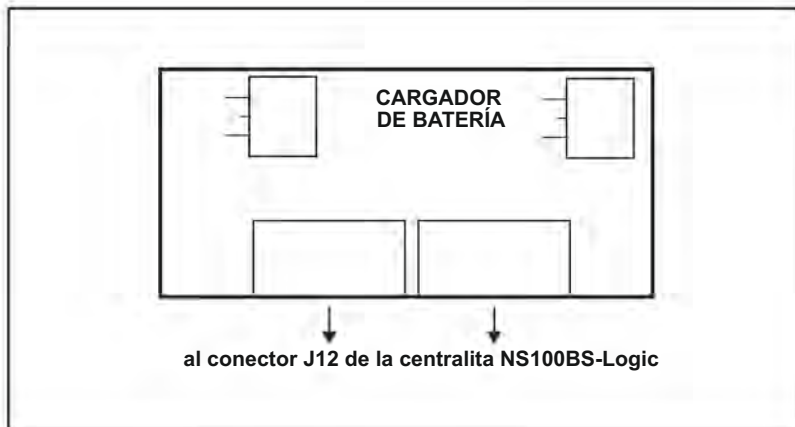 CARGADOR
DE BATERÍA
al conector J12 de la centralita NS100BS-Logic